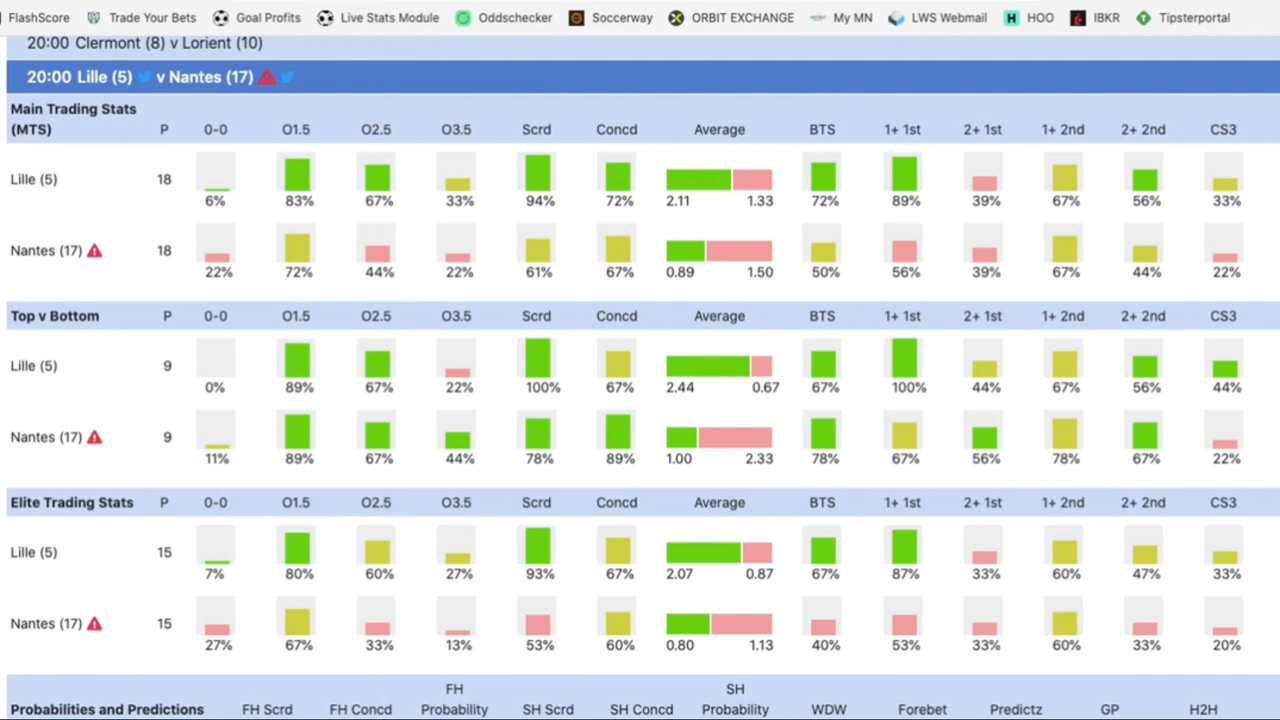 FlashScore Trade Your Bets Goal Profits Live Stats Module Oddschecker Soccerway ORBIT EXCHANGE My MN LWS Webmail HOO IBKR Tipsterportal
20:00 Clermont (8) v Lorient (10)
20:00 Lille (5) v Nantes (17)
Main Trading Stats
(MTS) P 0-0 O1.5 O2.5 O3.5 Scrd Concd Average BTS 1+ 1st 2+ 1st 1+ 2nd 2+ 2nd CS3
Lille (5) 18
6% 83% 67% 33% 94% 72% 2.11 1.33 72% 89% 39% 67% 56% 33%
Nantes (17) 18
22% 72% 44% 22% 61% 67% 0.89 1.50 50% 56% 39% 67% 44% 22%
Top v Bottom P 0-0 O1.5 O2.5 O3.5 Scrd Concd Average BTS 1+ 1st 2+ 1st 1+ 2nd 2+ 2nd CS3
Lille (5) 9
0% 89% 67% 22% 100% 67% 2.44 0.67 67% 100% 44% 67% 56% 44%
Nantes (17) 9
11% 89% 67% 44% 78% 89% 1.00 2.33 78% 67% 56% 78% 67% 22%
Elite Trading Stats P 0-0 O1.5 O2.5 O3.5 Scrd Concd Average BTS 1+ 1st 2+ 1st 1+ 2nd 2+ 2nd CS3
Lille (5) 15
7% 80% 60% 27% 93% 67% 2.07 0.87 67% 87% 33% 60% 47% 33%
Nantes (17) 15
27% 67% 33% 13% 53% 60% 0.80 1.13 40% 53% 33% 60% 33% 20%
FH SH
Probabilities and Predictions FH Scrd FH Concd Probability SH Scrd SH Concd Probability WDW Forebet Predictz GP H2H